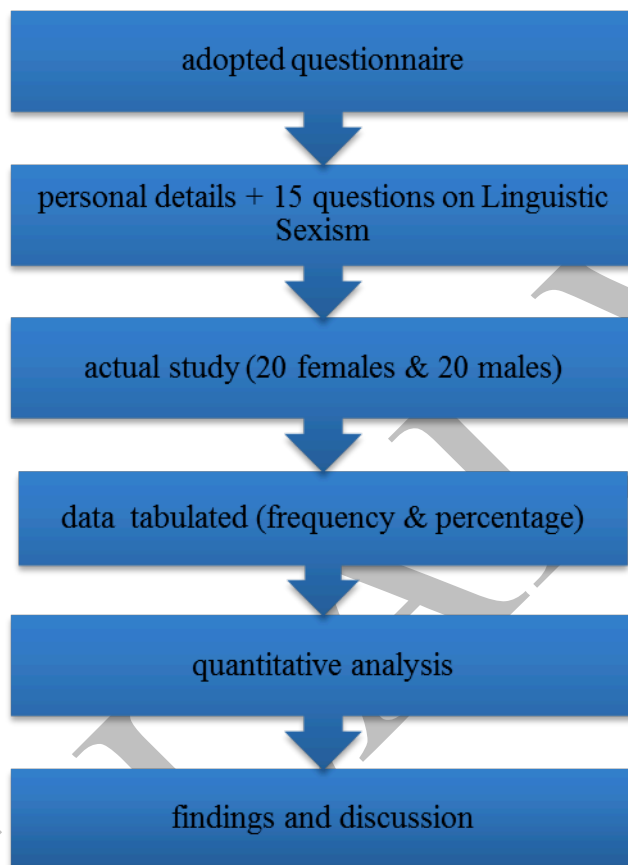 adopted questionnaire
personal details + 15 questions on Linguistic
Sexism
actual study (20 females & 20 males)
data tabulated (frequency & percentage)
quantitative analysis
findings and discussion